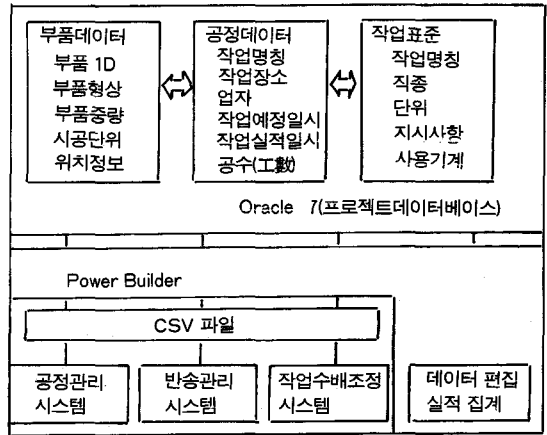 부품데이터
부품 1D
부품형상
부품중량
시공단위
위치정보
공정데이터
작업명칭
작업장소
업자
작업예정일시
작업실적일시
공수(工數)
작업표준
작업명칭
직종
단위
지시사항
사용기계
Oracle 7(프로젝트데이터베이스)
Power Builder
CSV 파일
공정관리
시스템
반송관리
시스템
작업수배조정
시스템
데이터 편집
실적 집계